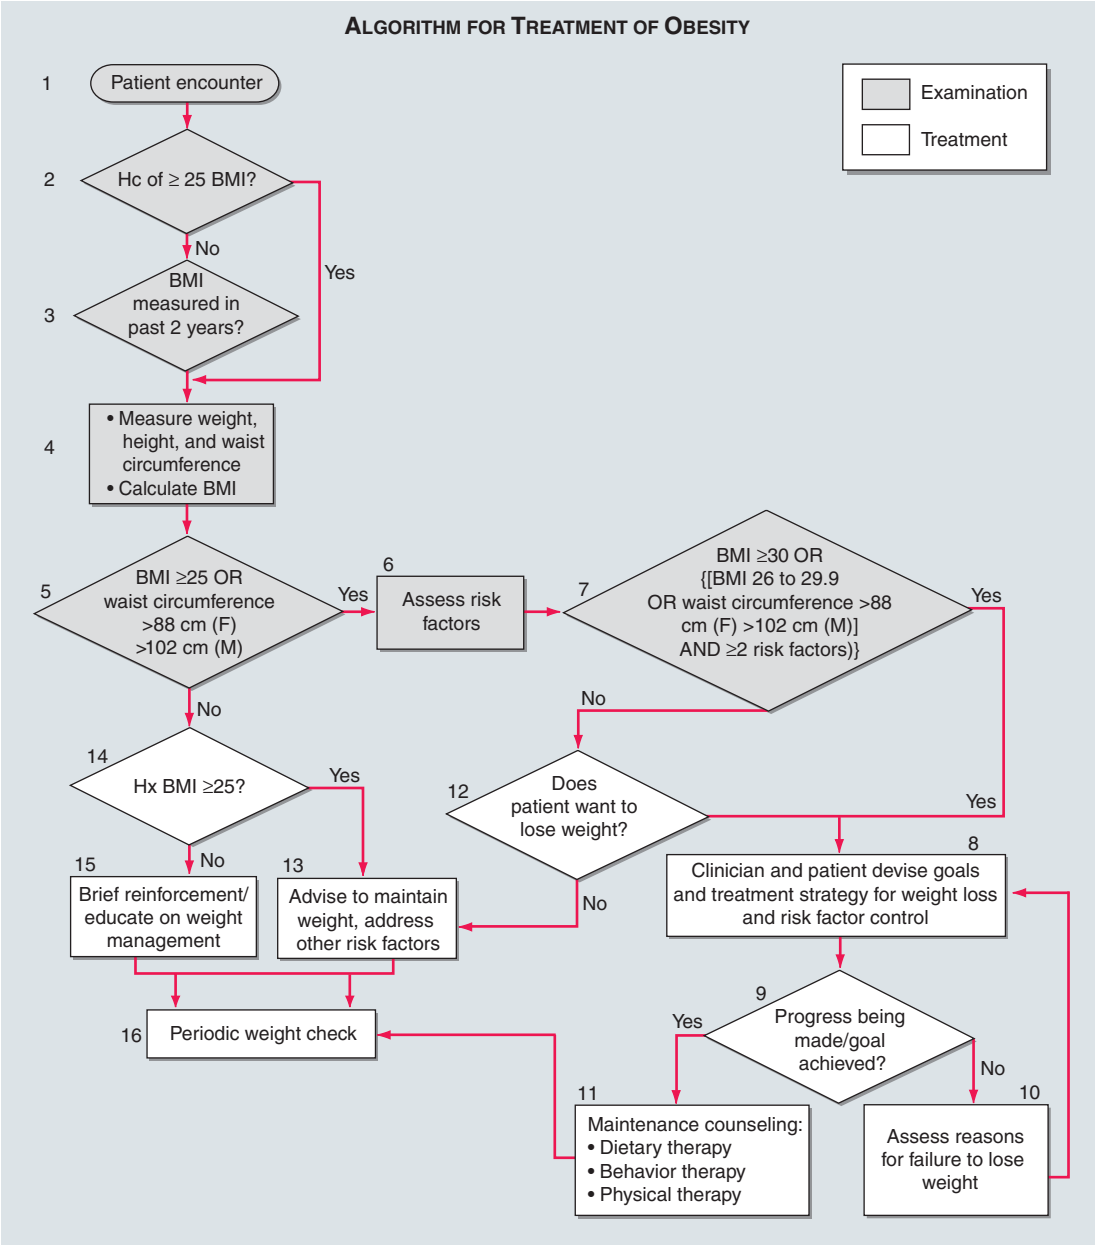 ALGORITHM FOR TREATMENT OF OBESITY
Examination
Treatment
1
Patient encounter
2
Hc of ≥ 25 BMI?
No
Yes
3
BMI
measured in
past 2 years?
4
• Measure weight,
height, and waist
circumference
• Calculate BMI
5
BMI ≥25 OR
waist circumference
>88 cm (F)
>102 cm (M)
Yes
No
6
Assess risk
factors
7
BMI ≥30 OR
{[BMI 26 to 29.9
OR waist circumference >88
cm (F) >102 cm (M)]
AND ≥2 risk factors)}
Yes
No
14
Hx BMI ≥25?
Yes
No
12
Does
patient want to
lose weight?
Yes
No
8
Clinician and patient devise goals
and treatment strategy for weight loss
and risk factor control
15
Brief reinforcement/
educate on weight
management
13
Advise to maintain
weight, address
other risk factors
9
Progress being
made/goal
achieved?
Yes
No
16
Periodic weight check
11
Maintenance counseling:
• Dietary therapy
• Behavior therapy
• Physical therapy
10
Assess reasons
for failure to lose
weight